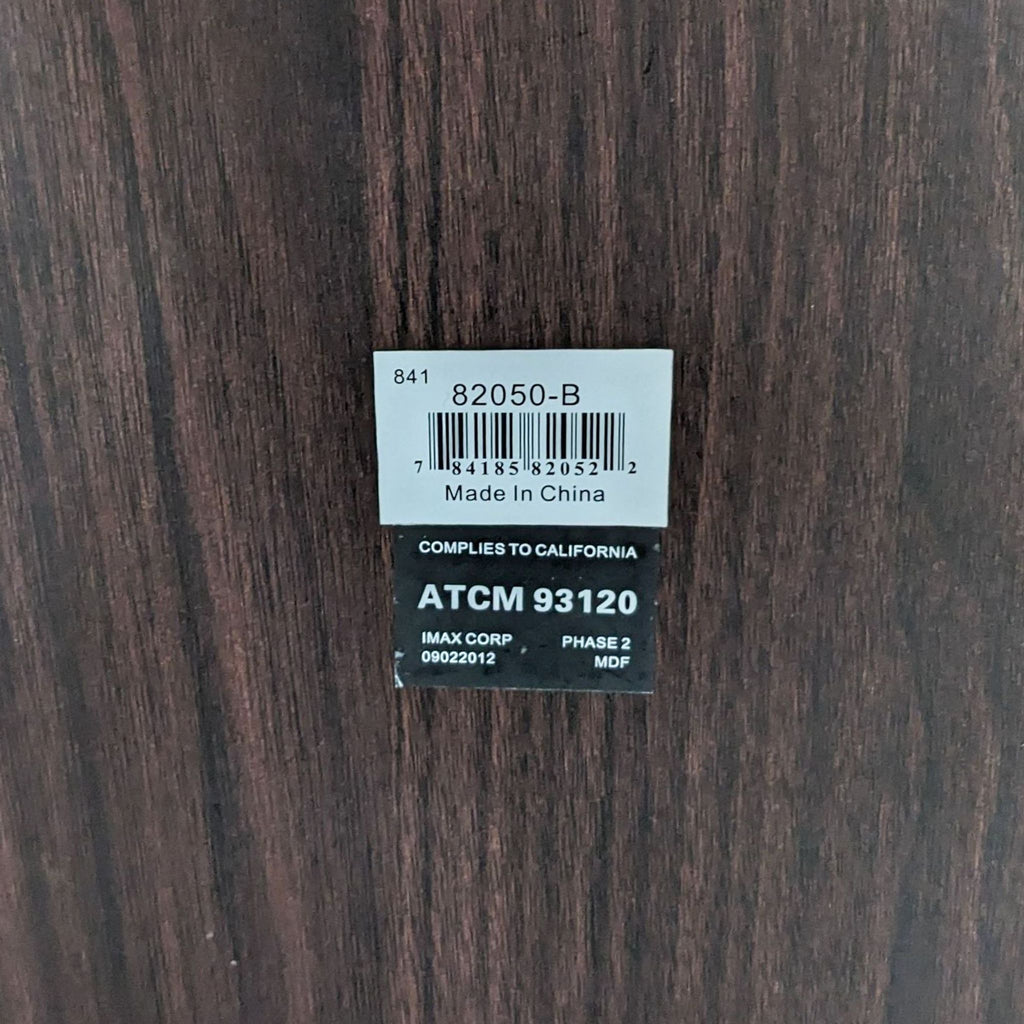 841
82050-B
7 84185 82052 2
Made In China
COMPLIES TO CALIFORNIA
ATCM 93120
IMAX CORP PHASE 2
09022012 MDF